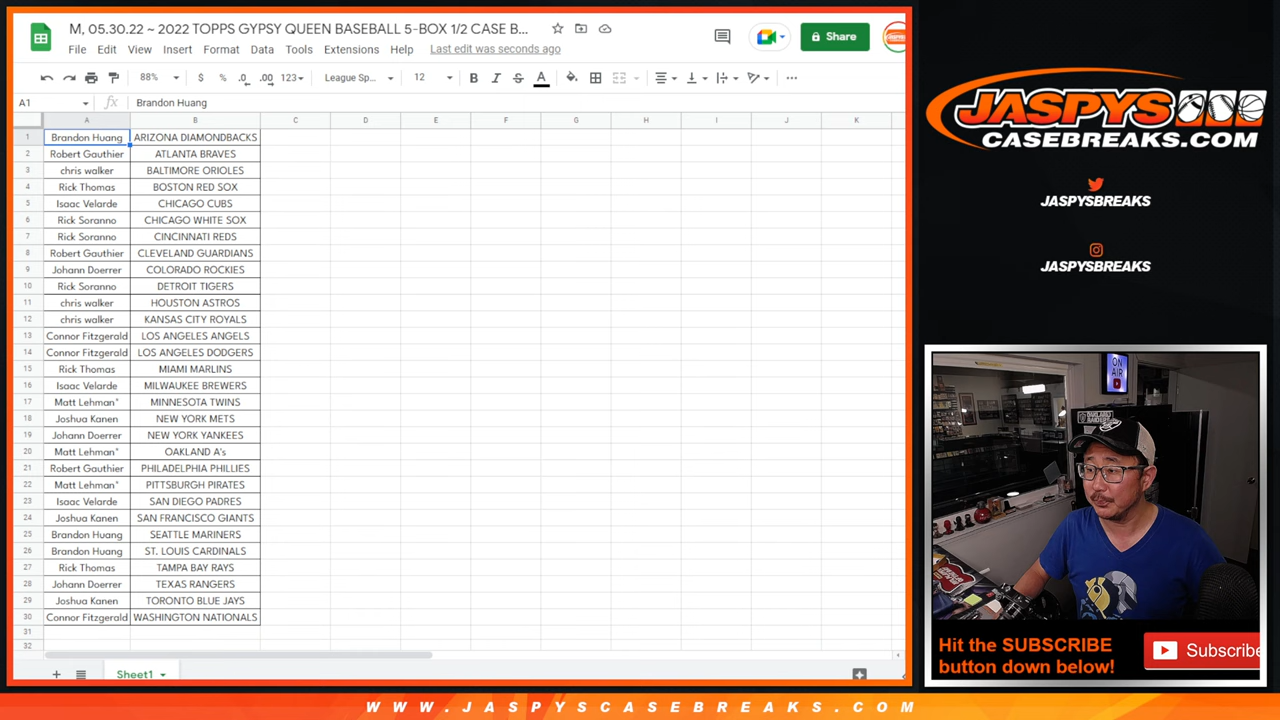 M, 05.30.22 ~ 2022 TOPPS GYPSY QUEEN BASEBALL 5-BOX 1/2 CASE B...
File Edit View Insert Format Data Tools Extensions Help Last edit was seconds ago
Share
88% $ % .0 .00 123 League Sp... 12 B I S A
A1 fx Brandon Huang
A B C D E F G H I J K
1 Brandon Huang ARIZONA DIAMONDBACKS
2 Robert Gauthier ATLANTA BRAVES
3 chris walker BALTIMORE ORIOLES
4 Rick Thomas BOSTON RED SOX
5 Isaac Velarde CHICAGO CUBS
6 Rick Soranno CHICAGO WHITE SOX
7 Rick Soranno CINCINNATI REDS
8 Robert Gauthier CLEVELAND GUARDIANS
9 Johann Doerrer COLORADO ROCKIES
10 Rick Soranno DETROIT TIGERS
11 chris walker HOUSTON ASTROS
12 chris walker KANSAS CITY ROYALS
13 Connor Fitzgerald LOS ANGELES ANGELS
14 Connor Fitzgerald LOS ANGELES DODGERS
15 Rick Thomas MIAMI MARLINS
16 Isaac Velarde MILWAUKEE BREWERS
17 Matt Lehman* MINNESOTA TWINS
18 Joshua Kanen NEW YORK METS
19 Johann Doerrer NEW YORK YANKEES
20 Matt Lehman* OAKLAND A's
21 Robert Gauthier PHILADELPHIA PHILLIES
22 Matt Lehman* PITTSBURGH PIRATES
23 Isaac Velarde SAN DIEGO PADRES
24 Joshua Kanen SAN FRANCISCO GIANTS
25 Brandon Huang SEATTLE MARINERS
26 Brandon Huang ST. LOUIS CARDINALS
27 Rick Thomas TAMPA BAY RAYS
28 Johann Doerrer TEXAS RANGERS
29 Joshua Kanen TORONTO BLUE JAYS
30 Connor Fitzgerald WASHINGTON NATIONALS
31
32
Sheet1
JASPYS
CASEBREAKS.COM
JASPYSBREAKS
JASPYSBREAKS
ON
AIR
Hit the SUBSCRIBE
button down below!
Subscribe
WWW.JASPYSCASEBREAKS.COM